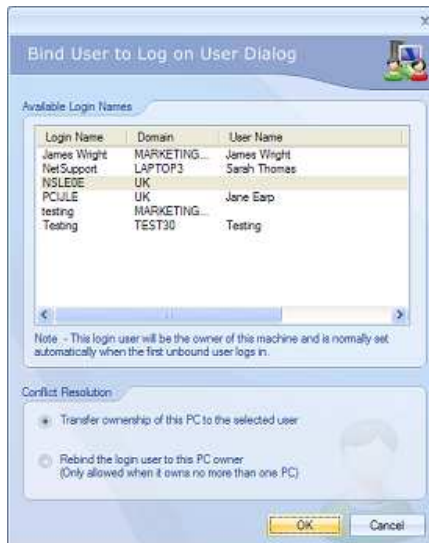 Bind User to Log on User Dialog
Available Login Names
Login Name Domain User Name
James Wright MARKETING... James Wright
NetSupport LAPTOP3 Sarah Thomas
NSLE0E UK
PCIJLE UK Jane Earp
testing MARKETING...
Testing TEST30 Testing
Note - This login user will be the owner of this machine and is normally set
automatically when the first unbound user logs in.
Conflict Resolution
Transfer ownership of this PC to the selected user
Rebind the login user to this PC owner
(Only allowed when it owns no more than one PC)
OK Cancel